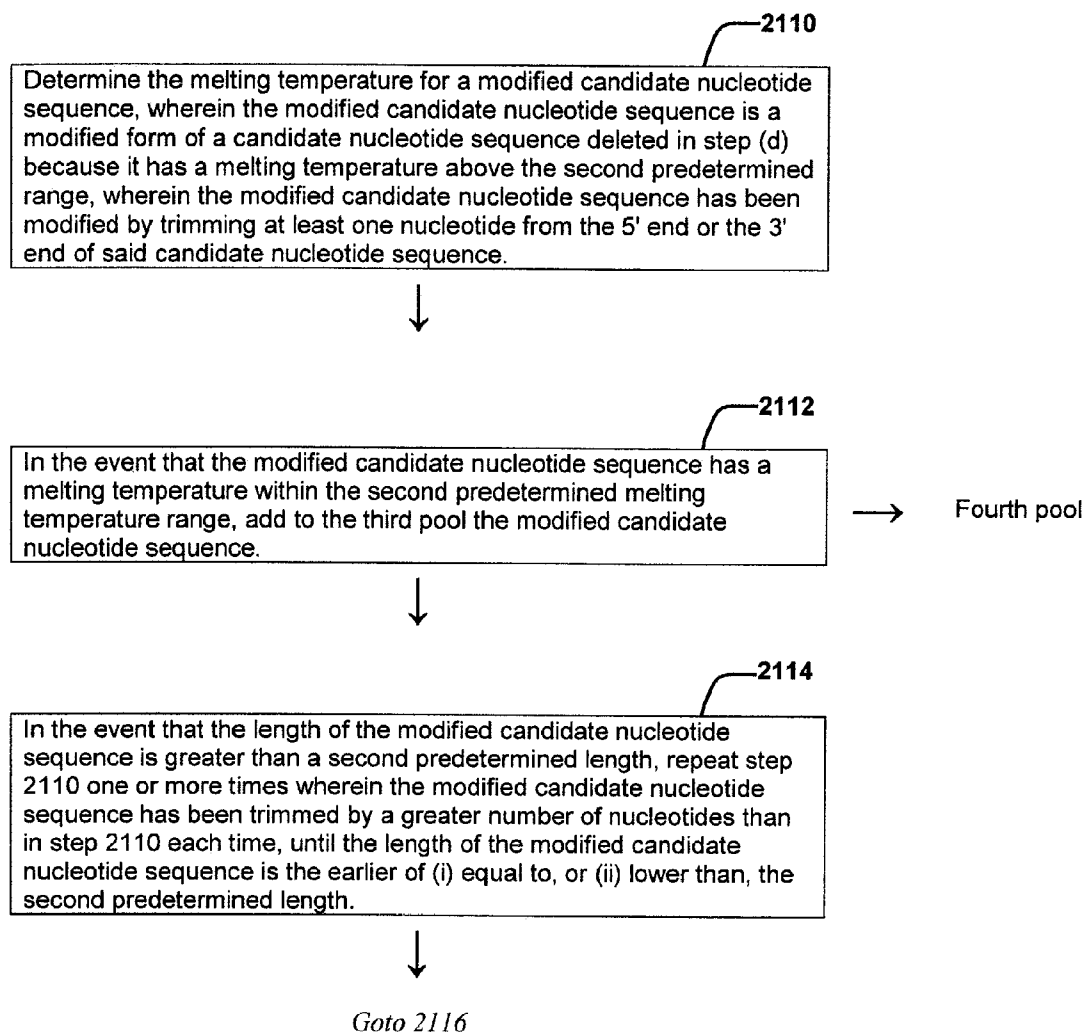 2110
Determine the melting temperature for a modified candidate nucleotide
sequence, wherein the modified candidate nucleotide sequence is a
modified form of a candidate nucleotide sequence deleted in step (d)
because it has a melting temperature above the second predetermined
range, wherein the modified candidate nucleotide sequence has been
modified by trimming at least one nucleotide from the 5' end or the 3'
end of said candidate nucleotide sequence.
2112
In the event that the modified candidate nucleotide sequence has a
melting temperature within the second predetermined melting
temperature range, add to the third pool the modified candidate
nucleotide sequence.
Fourth pool
2114
In the event that the length of the modified candidate nucleotide
sequence is greater than a second predetermined length, repeat step
2110 one or more times wherein the modified candidate nucleotide
sequence has been trimmed by a greater number of nucleotides than
in step 2110 each time, until the length of the modified candidate
nucleotide sequence is the earlier of (i) equal to, or (ii) lower than, the
second predetermined length.
Goto 2116